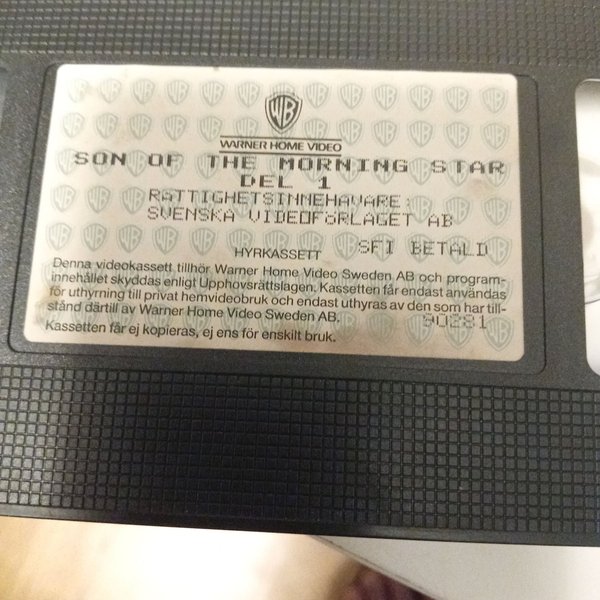 WB
WARNER HOME VIDEO
SON OF THE MORNING STAR
DEL 1
RÄTTIGHETSINNEHAVARE:
SVENSKA VIDEOFÖRLAGET AB
HYRKASSETT SFI BETALD
Denna videokassett tillhör Warner Home Video Sweden AB och program-
innehållet skyddas enligt Upphovsrättslagen. Kassetten får endast användas
för uthyrning till privat hemvideobruk och endast uthyras av den som har till-
stånd därtill av Warner Home Video Sweden AB. 90281
Kassetten får ej kopieras, ej ens för enskilt bruk.